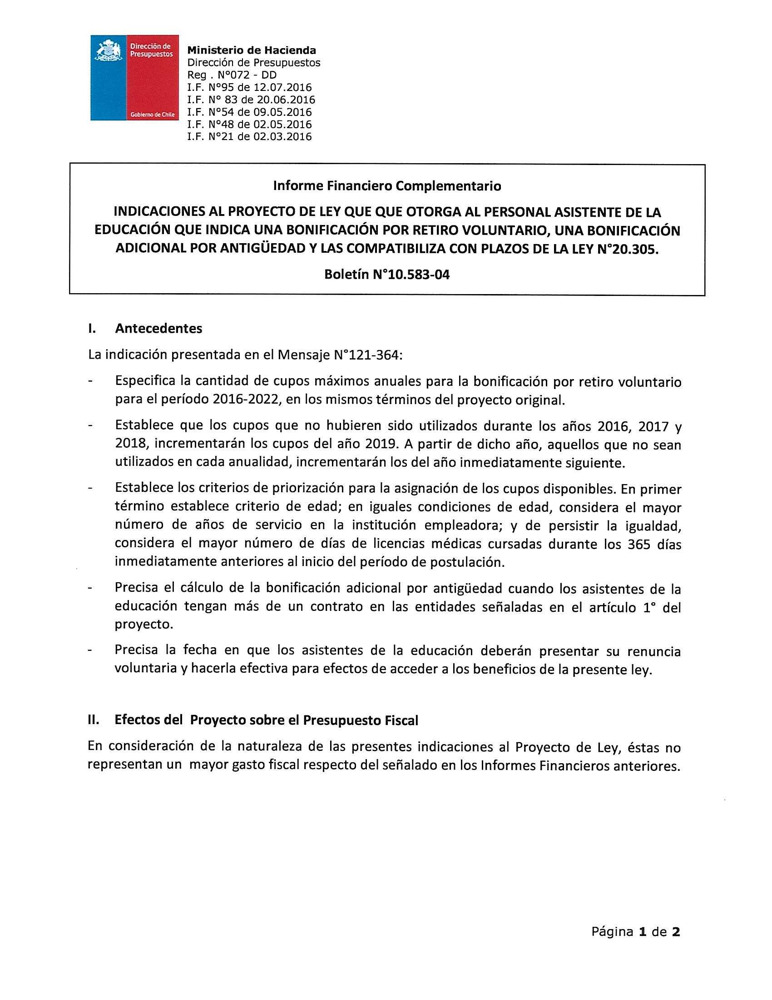 Dirección de
Presupuestos
Gobierno de Chile
Ministerio de Hacienda
Dirección de Presupuestos
Reg . N°072 - DD
I.F. N°95 de 12.07.2016
I.F. N° 83 de 20.06.2016
I.F. N°54 de 09.05.2016
I.F. N°48 de 02.05.2016
I.F. N°21 de 02.03.2016
Informe Financiero Complementario
INDICACIONES AL PROYECTO DE LEY QUE QUE OTORGA AL PERSONAL ASISTENTE DE LA
EDUCACIÓN QUE INDICA UNA BONIFICACIÓN POR RETIRO VOLUNTARIO, UNA BONIFICACIÓN
ADICIONAL POR ANTIGÜEDAD Y LAS COMPATIBILIZA CON PLAZOS DE LA LEY N°20.305.
Boletín N°10.583-04
I. Antecedentes
La indicación presentada en el Mensaje N°121-364:
- Especifica la cantidad de cupos máximos anuales para la bonificación por retiro voluntario
para el período 2016-2022, en los mismos términos del proyecto original.
- Establece que los cupos que no hubieren sido utilizados durante los años 2016, 2017 y
2018, incrementarán los cupos del año 2019. A partir de dicho año, aquellos que no sean
utilizados en cada anualidad, incrementarán los del año inmediatamente siguiente.
- Establece los criterios de priorización para la asignación de los cupos disponibles. En primer
término establece criterio de edad; en iguales condiciones de edad, considera el mayor
número de años de servicio en la institución empleadora; y de persistir la igualdad,
considera el mayor número de días de licencias médicas cursadas durante los 365 días
inmediatamente anteriores al inicio del período de postulación.
- Precisa el cálculo de la bonificación adicional por antigüedad cuando los asistentes de la
educación tengan más de un contrato en las entidades señaladas en el artículo 1° del
proyecto.
- Precisa la fecha en que los asistentes de la educación deberán presentar su renuncia
voluntaria y hacerla efectiva para efectos de acceder a los beneficios de la presente ley.
II. Efectos del Proyecto sobre el Presupuesto Fiscal
En consideración de la naturaleza de las presentes indicaciones al Proyecto de Ley, éstas no
representan un mayor gasto fiscal respecto del señalado en los Informes Financieros anteriores.
Página 1 de 2